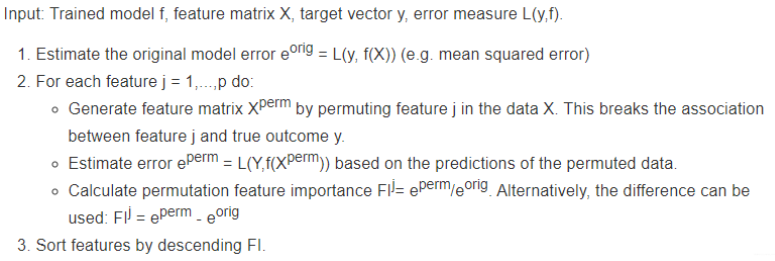 Input: Trained model f, feature matrix X, target vector y, error measure L(y,f).
1. Estimate the original model error e^orig = L(y, f(X)) (e.g. mean squared error)
2. For each feature j = 1,...,p do:
○ Generate feature matrix X^perm by permuting feature j in the data X. This breaks the association
between feature j and true outcome y.
○ Estimate error e^perm = L(Y,f(X^perm)) based on the predictions of the permuted data.
○ Calculate permutation feature importance FI^j= e^perm/e^orig. Alternatively, the difference can be
used: FI^j = e^perm - e^orig
3. Sort features by descending FI.